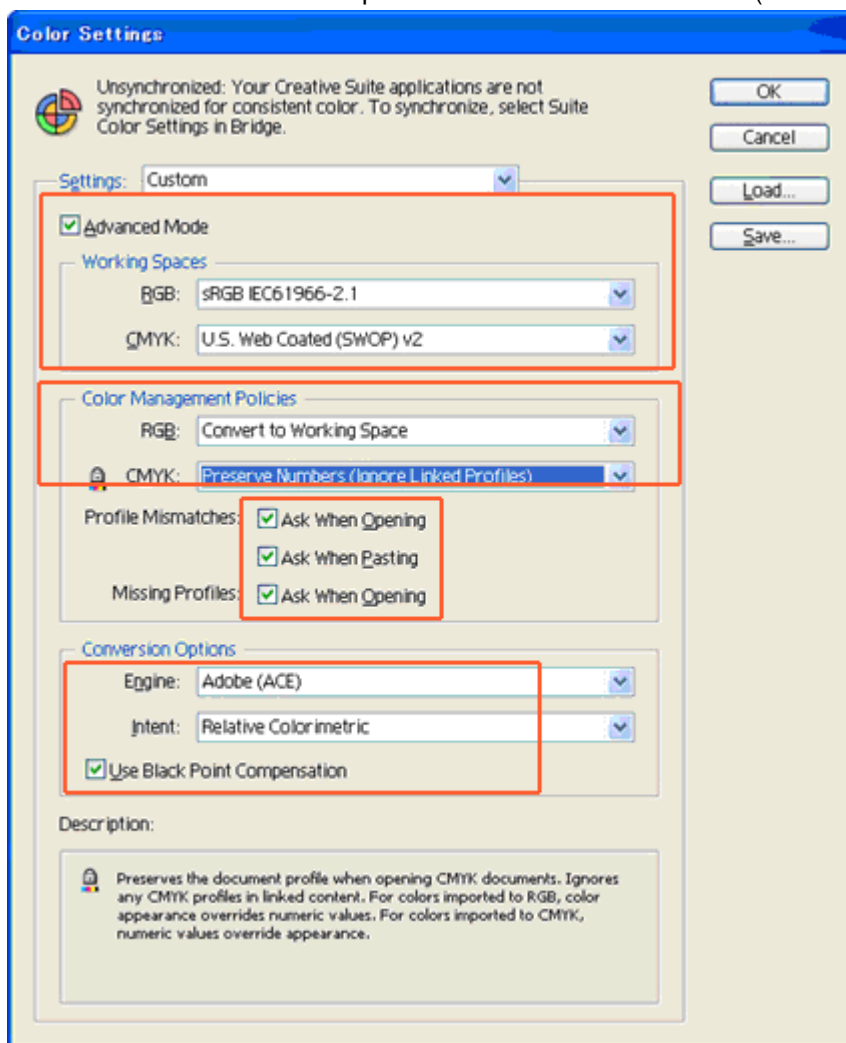 Color Settings
Unsynchronized: Your Creative Suite applications are not
synchronized for consistent color. To synchronize, select Suite
Color Settings in Bridge.
OK
Cancel
Load...
Save...
Settings: Custom
Advanced Mode
Working Spaces
RGB: sRGB IEC61966-2.1
CMYK: U.S. Web Coated (SWOP) v2
Color Management Policies
RGB: Convert to Working Space
CMYK: Preserve Numbers (Ignore Linked Profiles)
Profile Mismatches: Ask When Opening
Ask When Pasting
Missing Profiles: Ask When Opening
Conversion Options
Engine: Adobe (ACE)
Intent: Relative Colorimetric
Use Black Point Compensation
Description:
Preserves the document profile when opening CMYK documents. Ignores
any CMYK profiles in linked content. For colors imported to RGB, color
appearance overrides numeric values. For colors imported to CMYK,
numeric values override appearance.